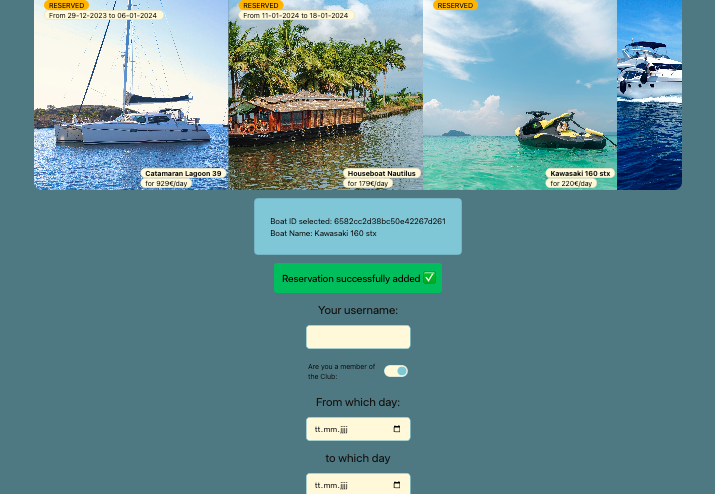 RESERVED
From 29-12-2023 to 06-01-2024
RESERVED
From 11-01-2024 to 18-01-2024
RESERVED
Catamaran Lagoon 39
for 929€/day
Houseboat Nautilus
for 179€/day
Kawasaki 160 stx
for 220€/day
Boat ID selected: 6582cc2d38bc50e42267d261
Boat Name: Kawasaki 160 stx
Reservation successfully added ✅
Your username:
Are you a member of
the Club:
From which day:
tt.mm.jjjj
to which day
tt.mm.jjjj